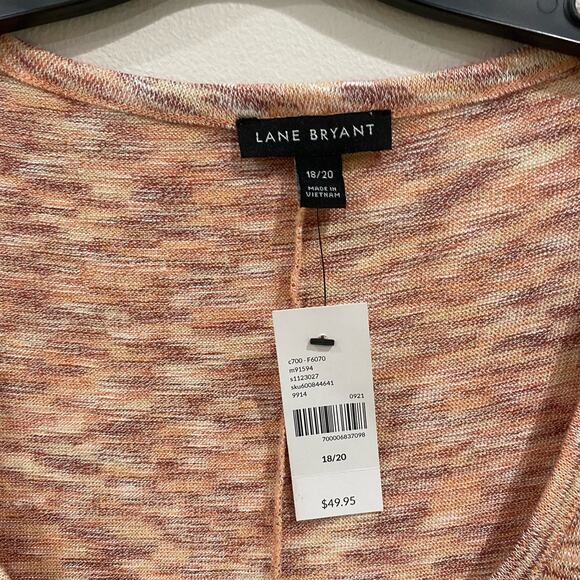 LANE BRYANT
18/20
MADE IN
VIETNAM
c700 - F6070
m91594
s1123027
sku600844641
9914 0921
700006837098
18/20
$49.95